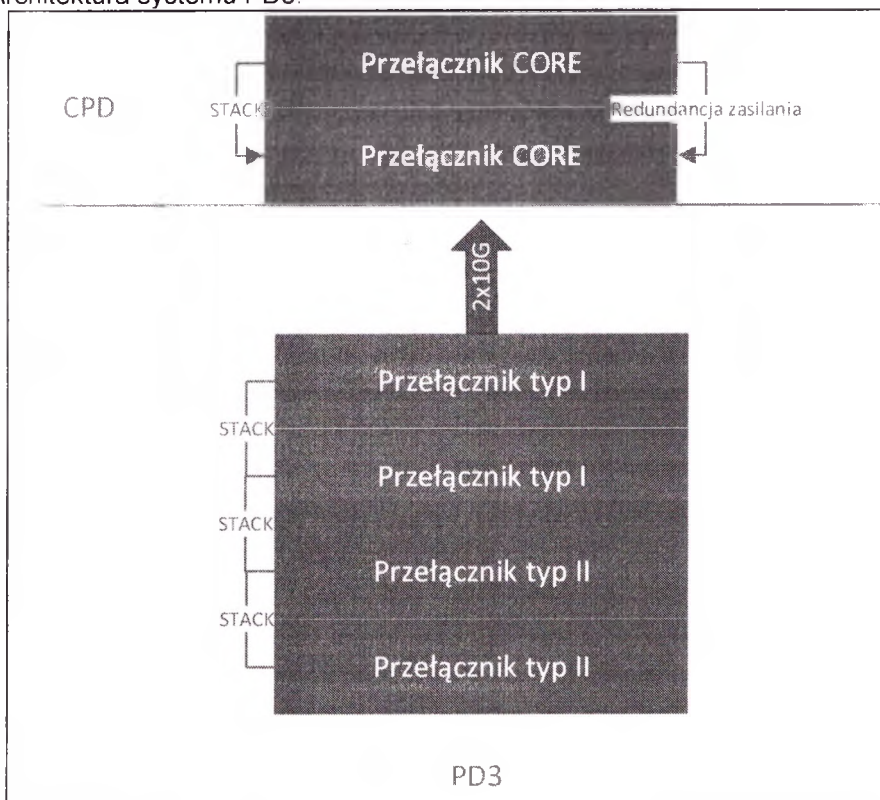 Architektura systemu PD3.
Przełącznik CORE
CPD
STACK
Redundancja zasilania
Przełącznik CORE
2x10G
Przełącznik typ I
STACK
Przełącznik typ I
STACK
Przełącznik typ II
STACK
Przełącznik typ II
PD3